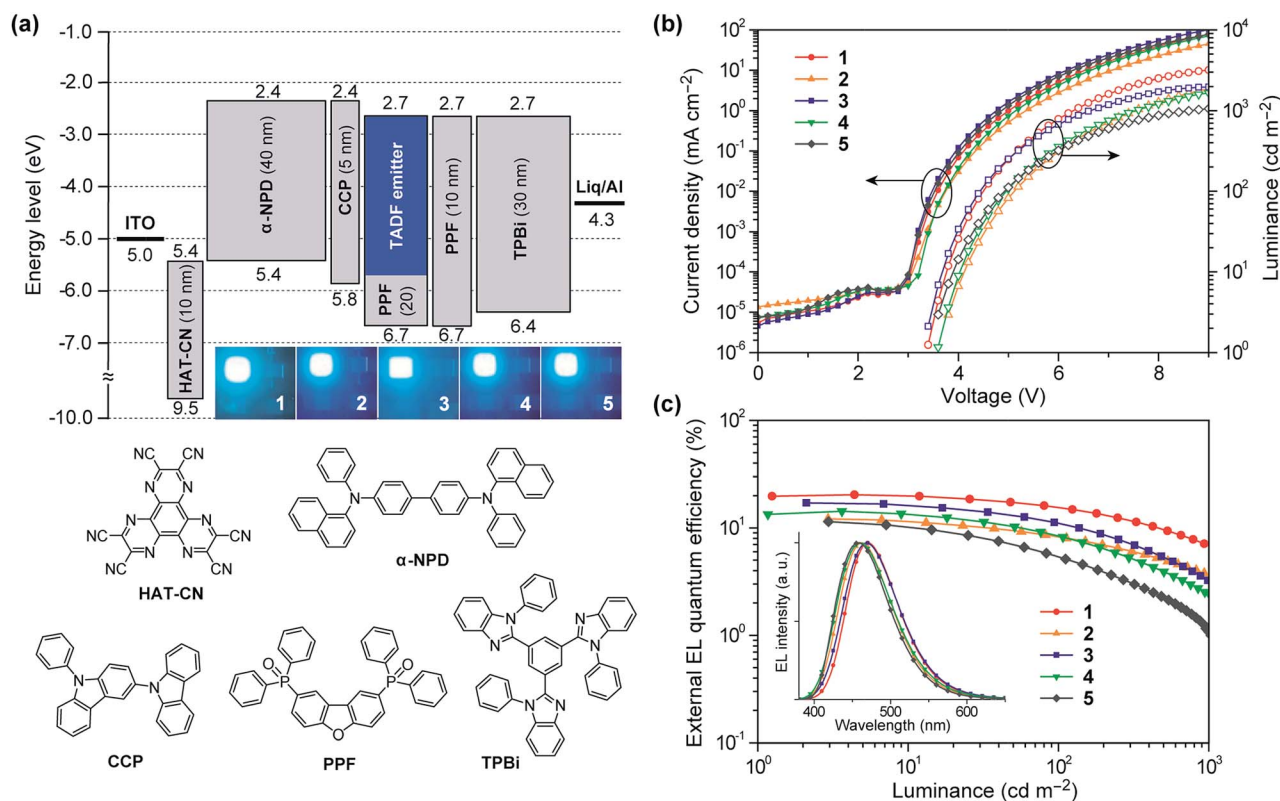 (a)
Energy level (eV)
-1.0
-2.0
-3.0
-4.0
-5.0
-6.0
-7.0
≈
-10.0
ITO
5.0
5.4
HAT-CN (10 nm)
9.5
2.4
α-NPD (40 nm)
5.4
2.4
CCP (5 nm)
5.8
2.7
TADF emitter
PPF (20)
6.7
2.7
PPF (10 nm)
6.7
2.7
TPBi (30 nm)
6.4
Liq/Al
4.3
1 2 3 4 5
NC CN
N N
NC N N CN
N N
NC CN
HAT-CN
N N
α-NPD
N N
CCP
O O
P P
O
PPF
N N
N N
N N
TPBi
(b)
Current density (mA cm⁻²)
10²
10¹
10⁰
10⁻¹
10⁻²
10⁻³
10⁻⁴
10⁻⁵
10⁻⁶
1
2
3
4
5
10⁴
10³
10²
10¹
10⁰
Luminance (cd m⁻²)
0 2 4 6 8
Voltage (V)
(c)
External EL quantum efficiency (%)
10²
10¹
10⁰
10⁻¹
EL intensity (a. u.)
400 500 600
Wavelength (nm)
1
2
3
4
5
10⁰ 10¹ 10² 10³
Luminance (cd m⁻²)